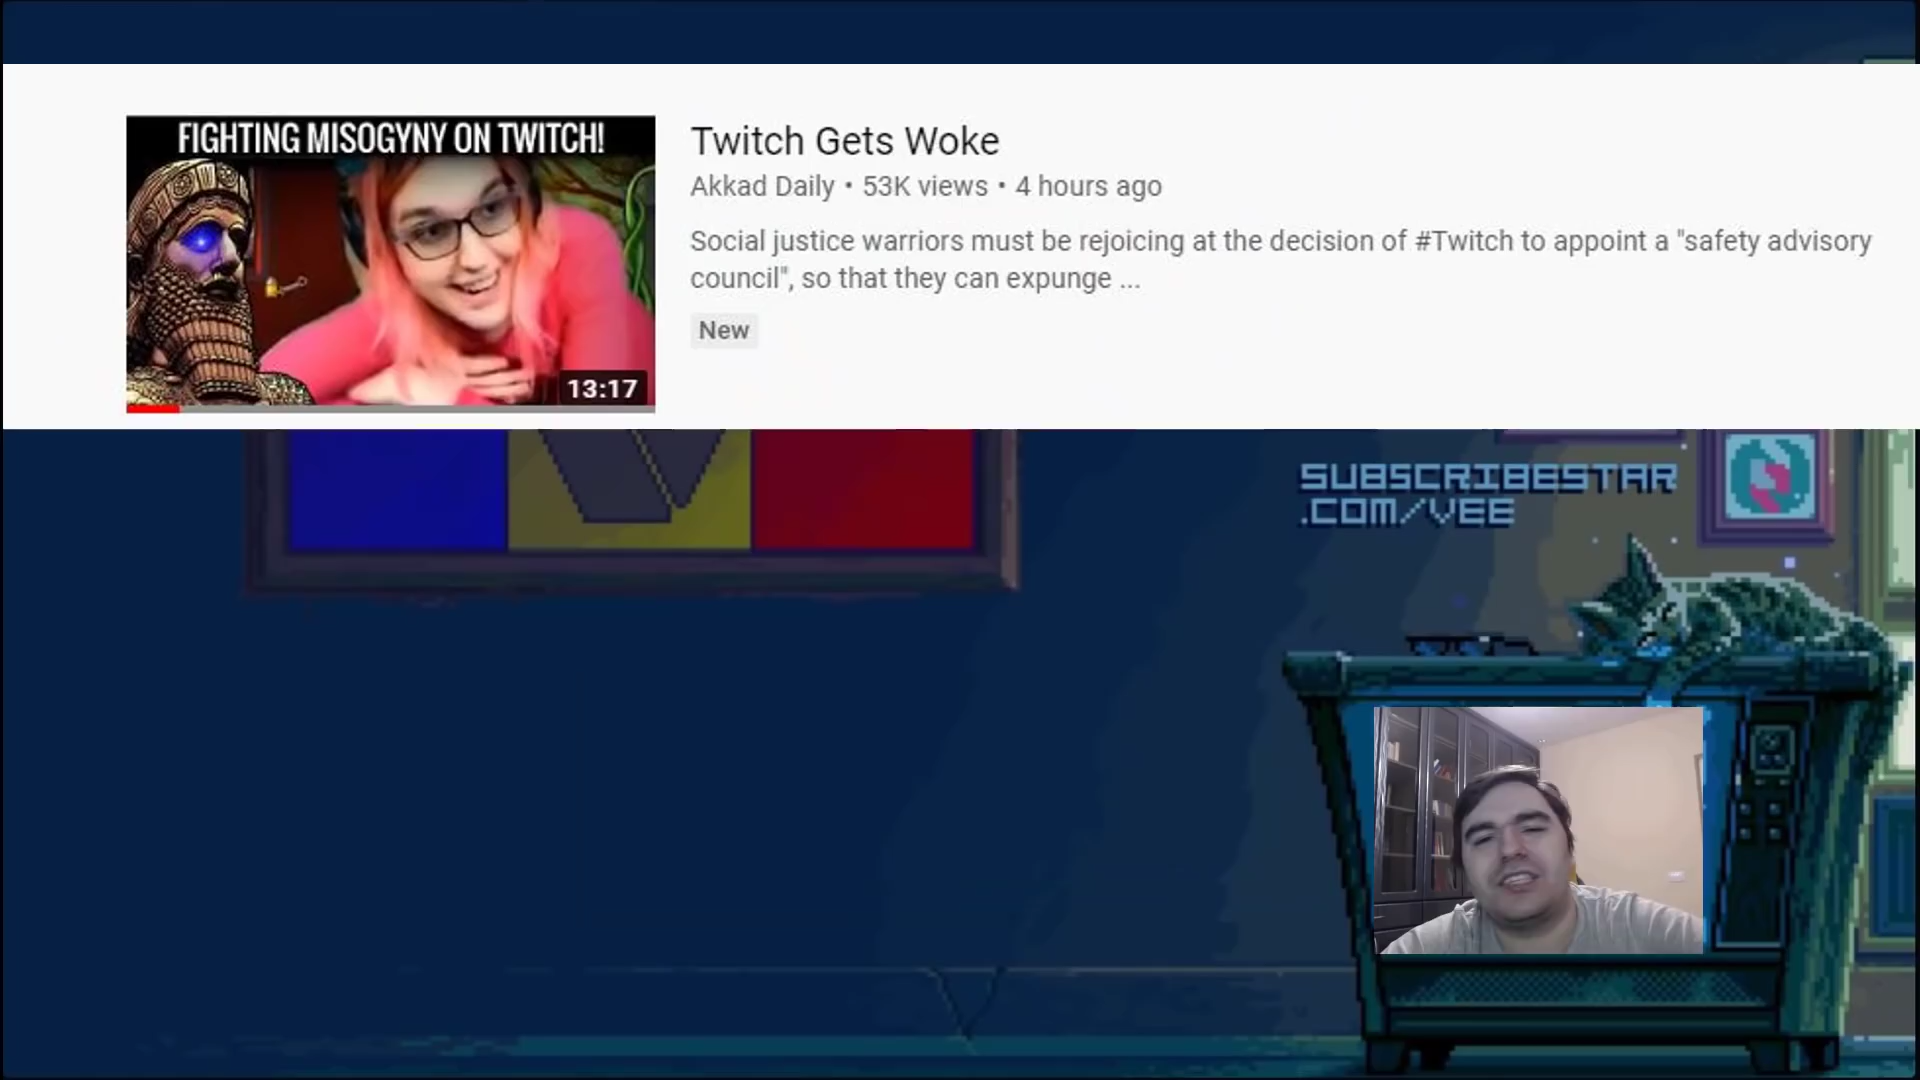 FIGHTING MISOGYNY ON TWITCH!
13:17
Twitch Gets Woke
Akkad Daily • 53K views • 4 hours ago
Social justice warriors must be rejoicing at the decision of #Twitch to appoint a "safety advisory
council", so that they can expunge ...
New
SUBSCRIBESTAR
.COM/VEE